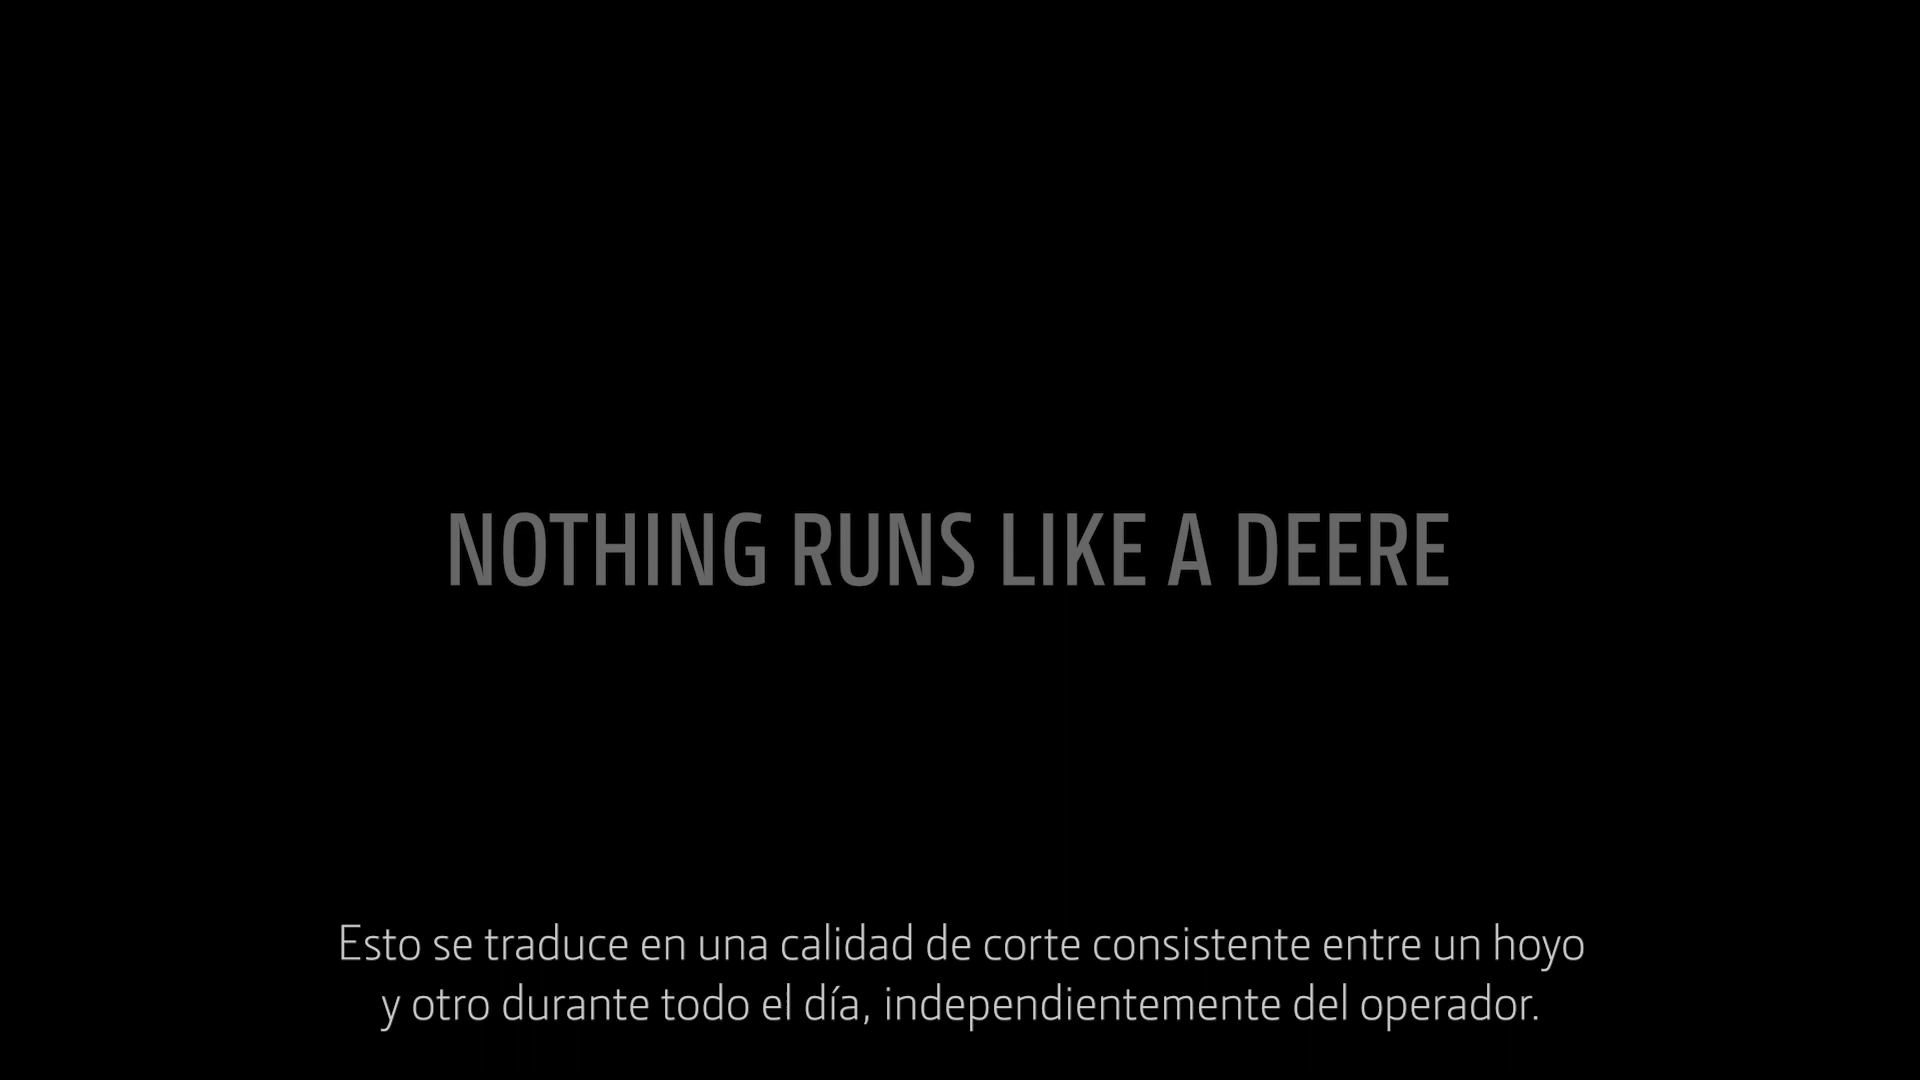 NOTHING RUNS LIKE A DEERE
Esto se traduce en una calidad de corte consistente entre un hoyo
y otro durante todo el día, independientemente del operador.